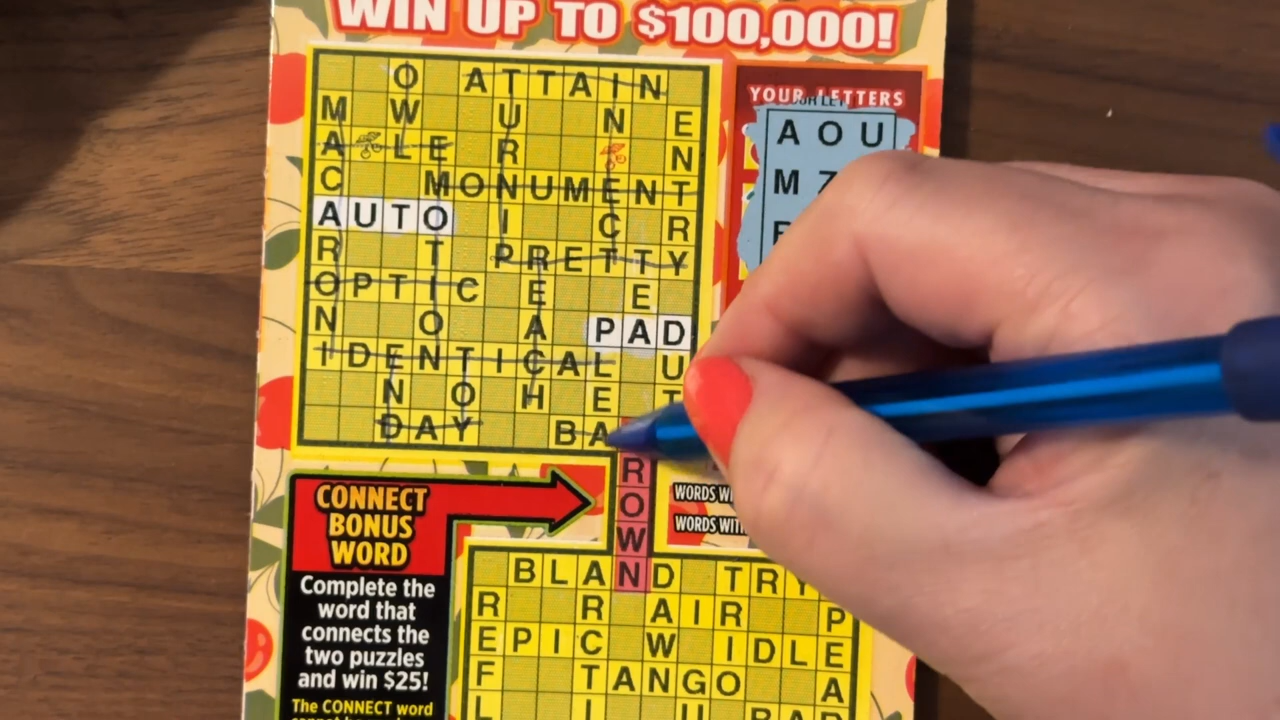 WIN UP TO $100,000!
O ATTAIN
M W U N E
A LE R N
C MONUMENT
AUTO I C R
R T PRETTY
OPTIC E E
N O A PAD
IDENTICAL U
N O H E
DAY BA
YOUR LETTERS
A O U
M
R
O
W
N
CONNECT
BONUS
WORD
Complete the
word that
connects the
two puzzles
and win $25!
The CONNECT word
WORDS
WORDS
BLAND TRY
R R AIR P
EPIC W IDLE
F TANGO A
L